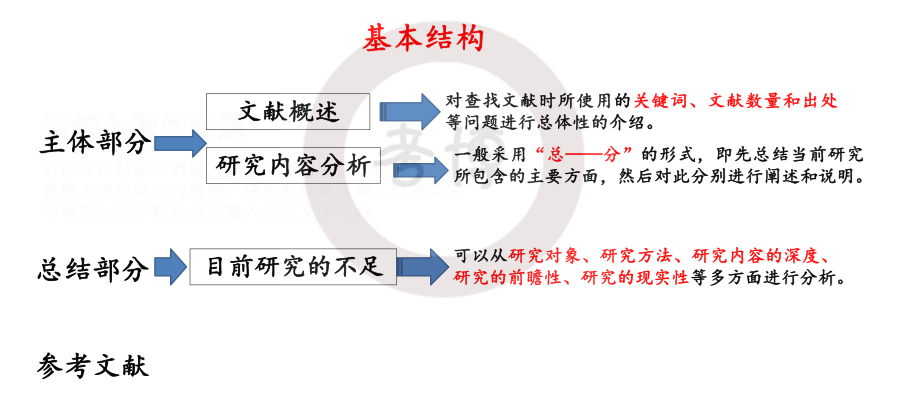 基本结构
主体部分
文献概述
对查找文献时所使用的关键词、文献数量和出处
等问题进行总体性的介绍。
研究内容分析
一般采用“总——分”的形式，即先总结当前研究
所包含的主要方面，然后对此分别进行阐述和说明。
总结部分
目前研究的不足
可以从研究对象、研究方法、研究内容的深度、
研究的前瞻性、研究的现实性等多方面进行分析。
参考文献